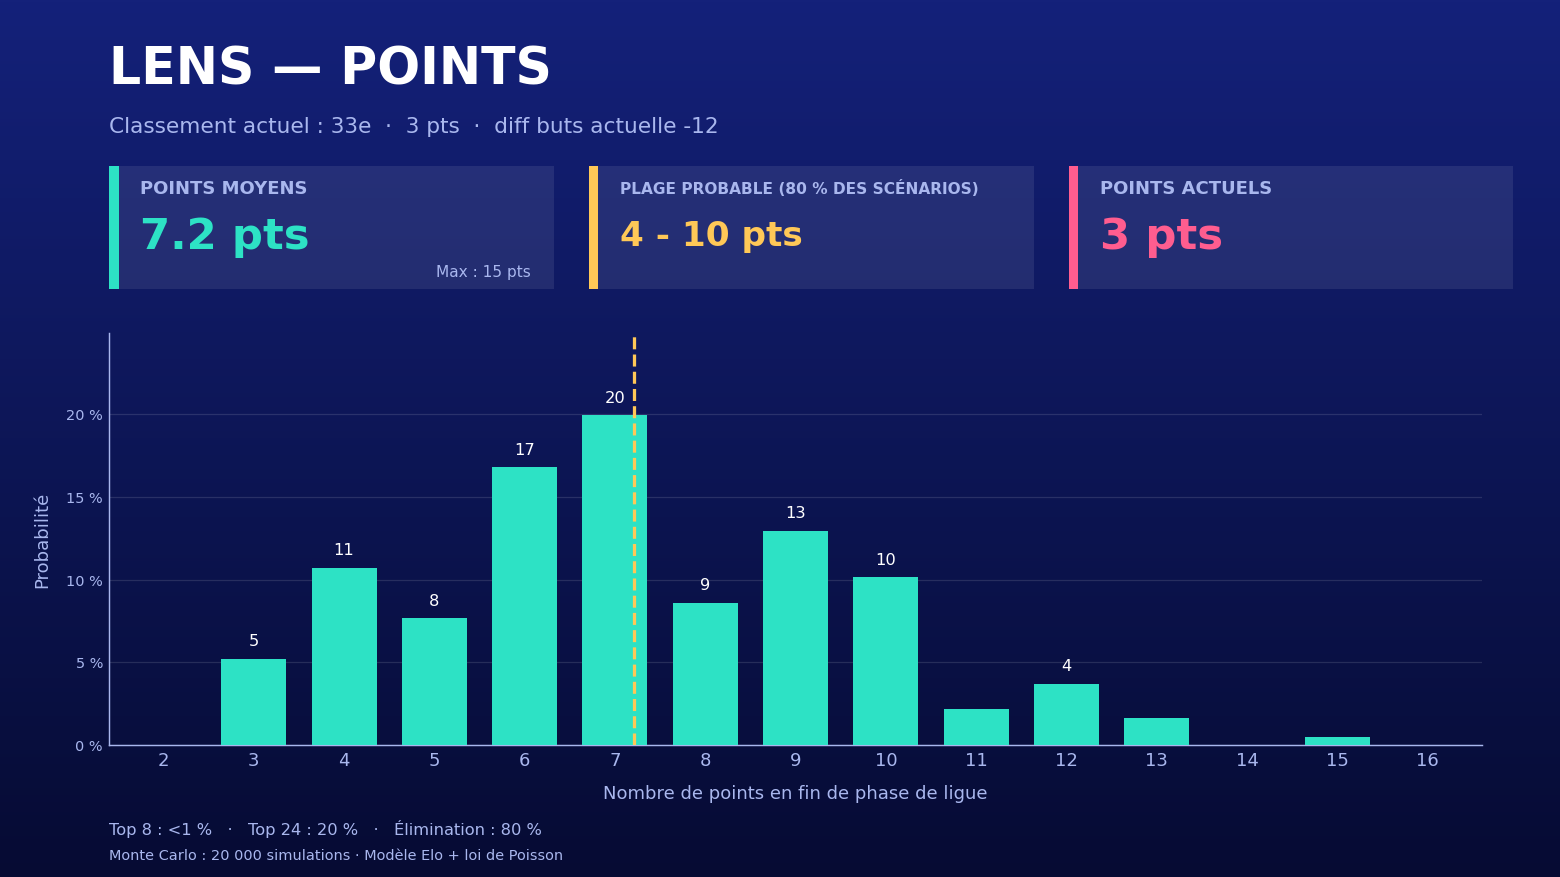 LENS — POINTS
Classement actuel : 33e · 3 pts · diff buts actuelle -12
POINTS MOYENS
7.2 pts
Max : 15 pts
PLAGE PROBABLE (80 % DES SCÉNARIOS)
4 - 10 pts
POINTS ACTUELS
3 pts
Probabilité
20 %
15 %
10 %
5 %
0 %
5
11
8
17
20
9
13
10
4
2 3 4 5 6 7 8 9 10 11 12 13 14 15 16
Nombre de points en fin de phase de ligue
Top 8 : <1 % · Top 24 : 20 % · Élimination : 80 %
Monte Carlo : 20 000 simulations · Modèle Elo + loi de Poisson